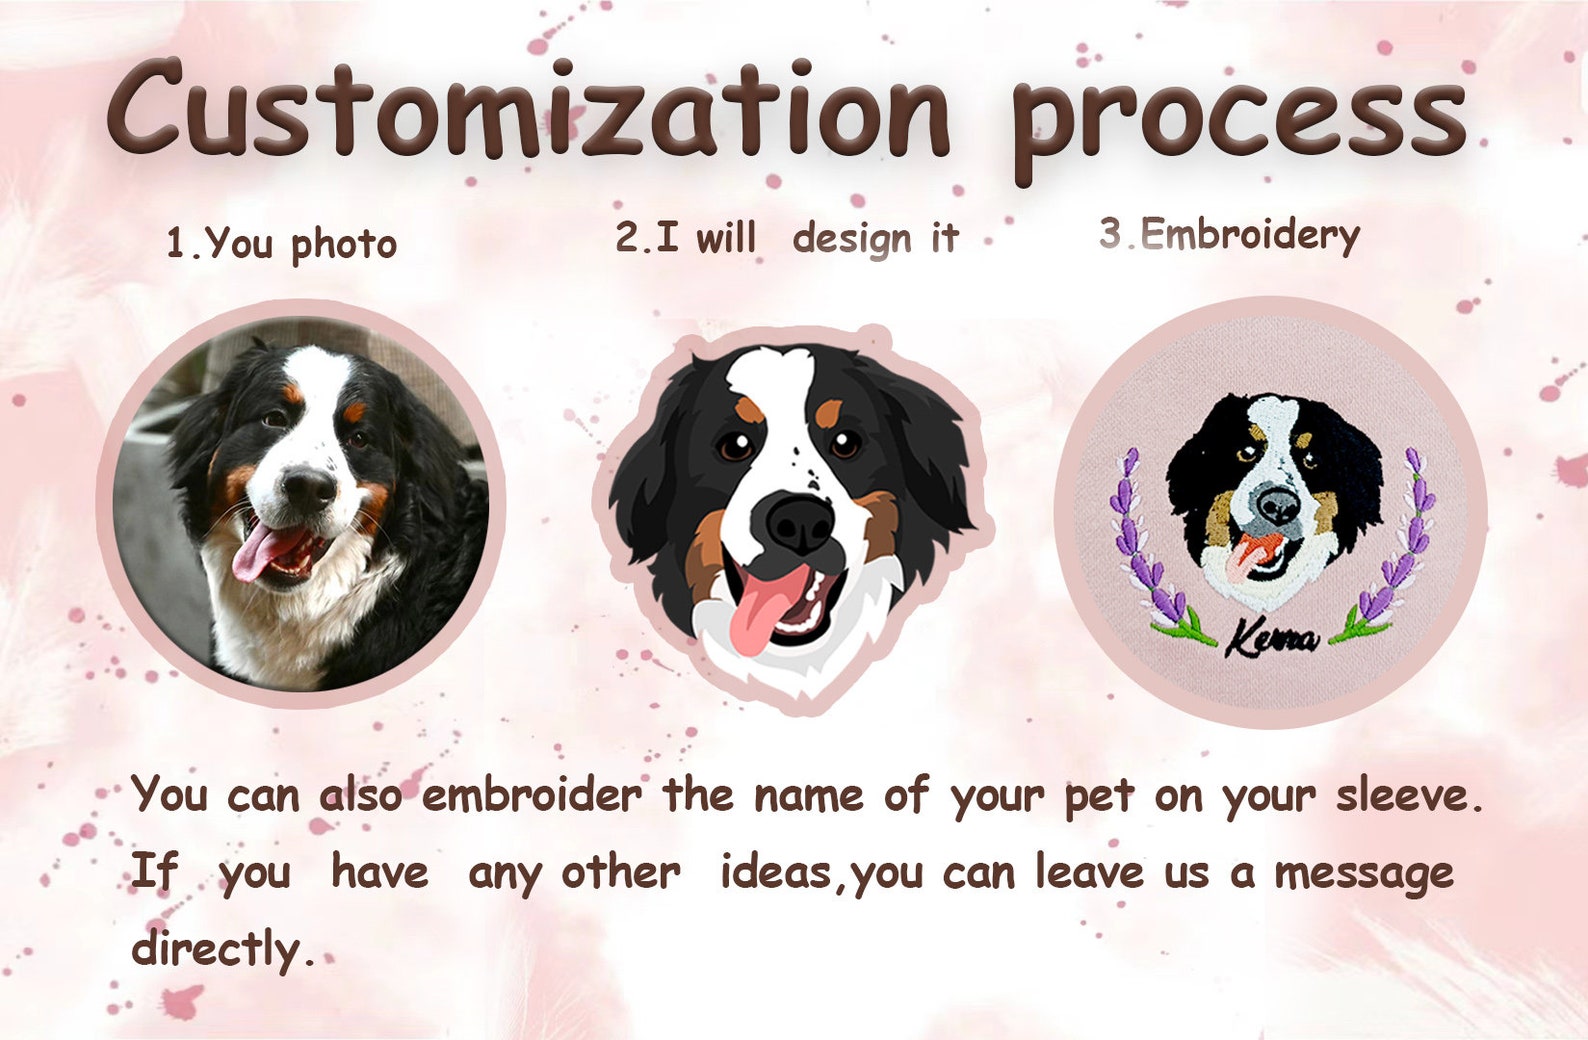 Customization process
1.You photo
2.I will design it
3.Embroidery
Kema
You can also embroider the name of your pet on your sleeve.
If you have any other ideas,you can leave us a message
directly.